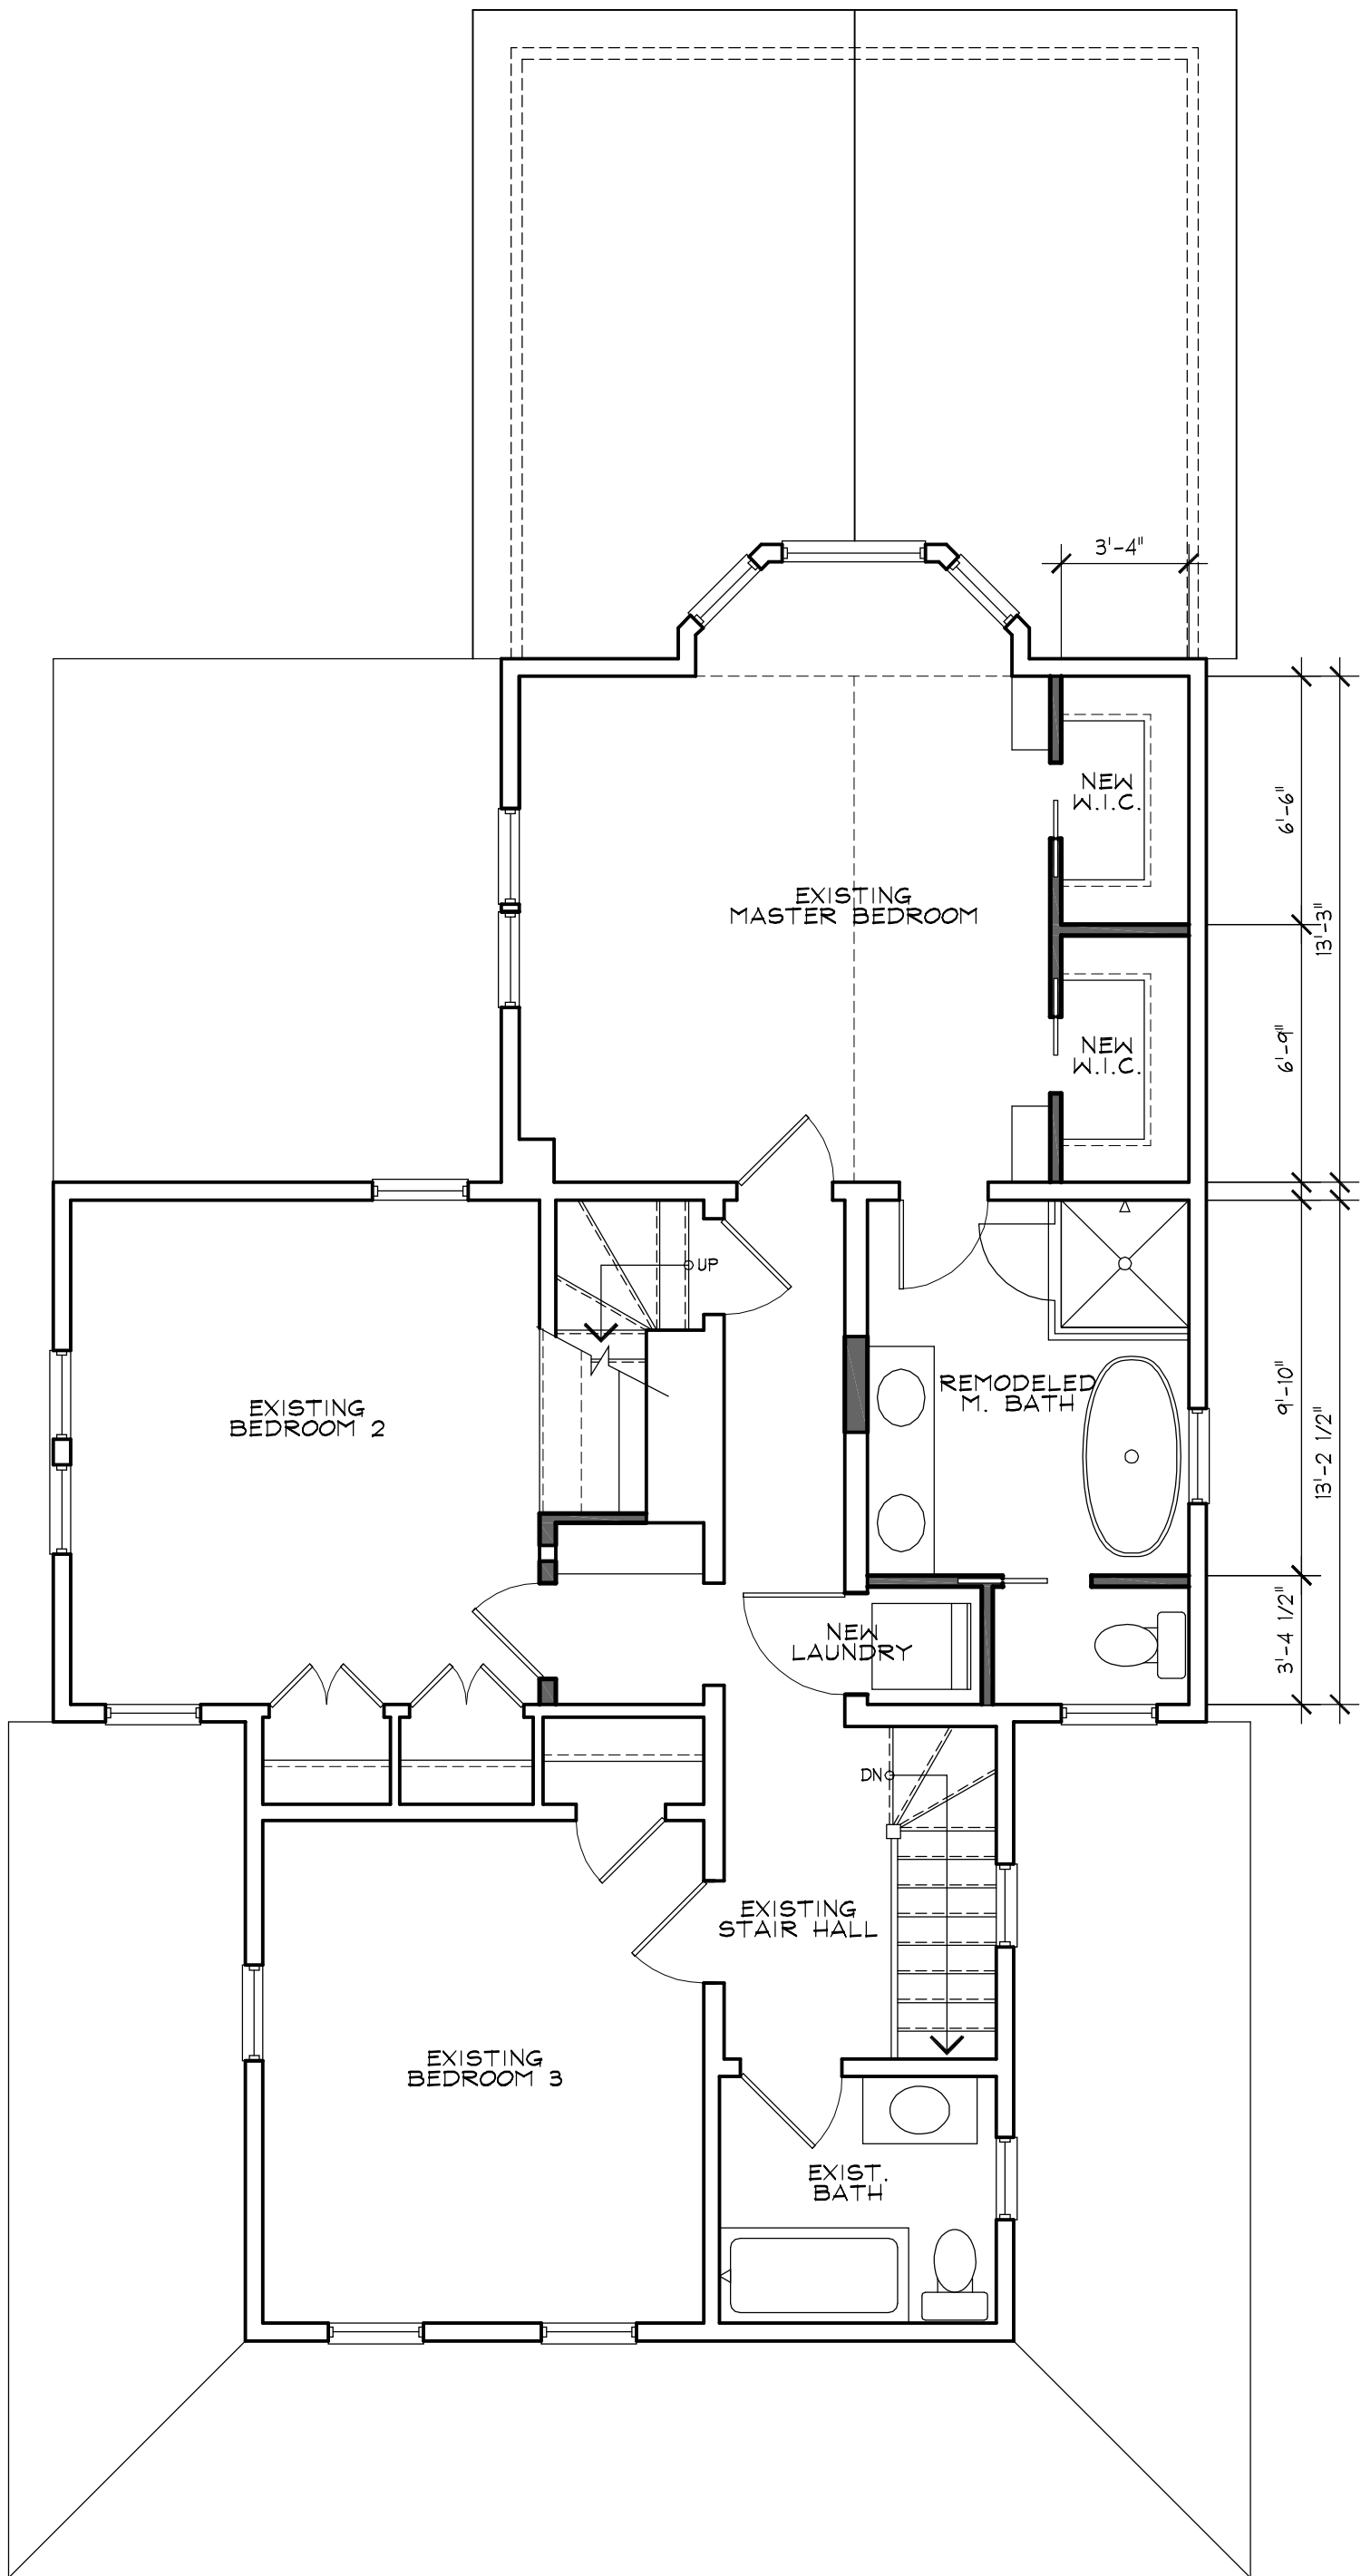 3'-4"
NEW
W.I.C.
6'-6"
EXISTING
MASTER BEDROOM
13'-3"
NEW
W.I.C.
6'-9"
UP
REMODELED
M. BATH
9'-10"
EXISTING
BEDROOM 2
13'-2 1/2"
NEW
LAUNDRY
3'-4 1/2"
DN
EXISTING
STAIR HALL
EXISTING
BEDROOM 3
EXIST.
BATH